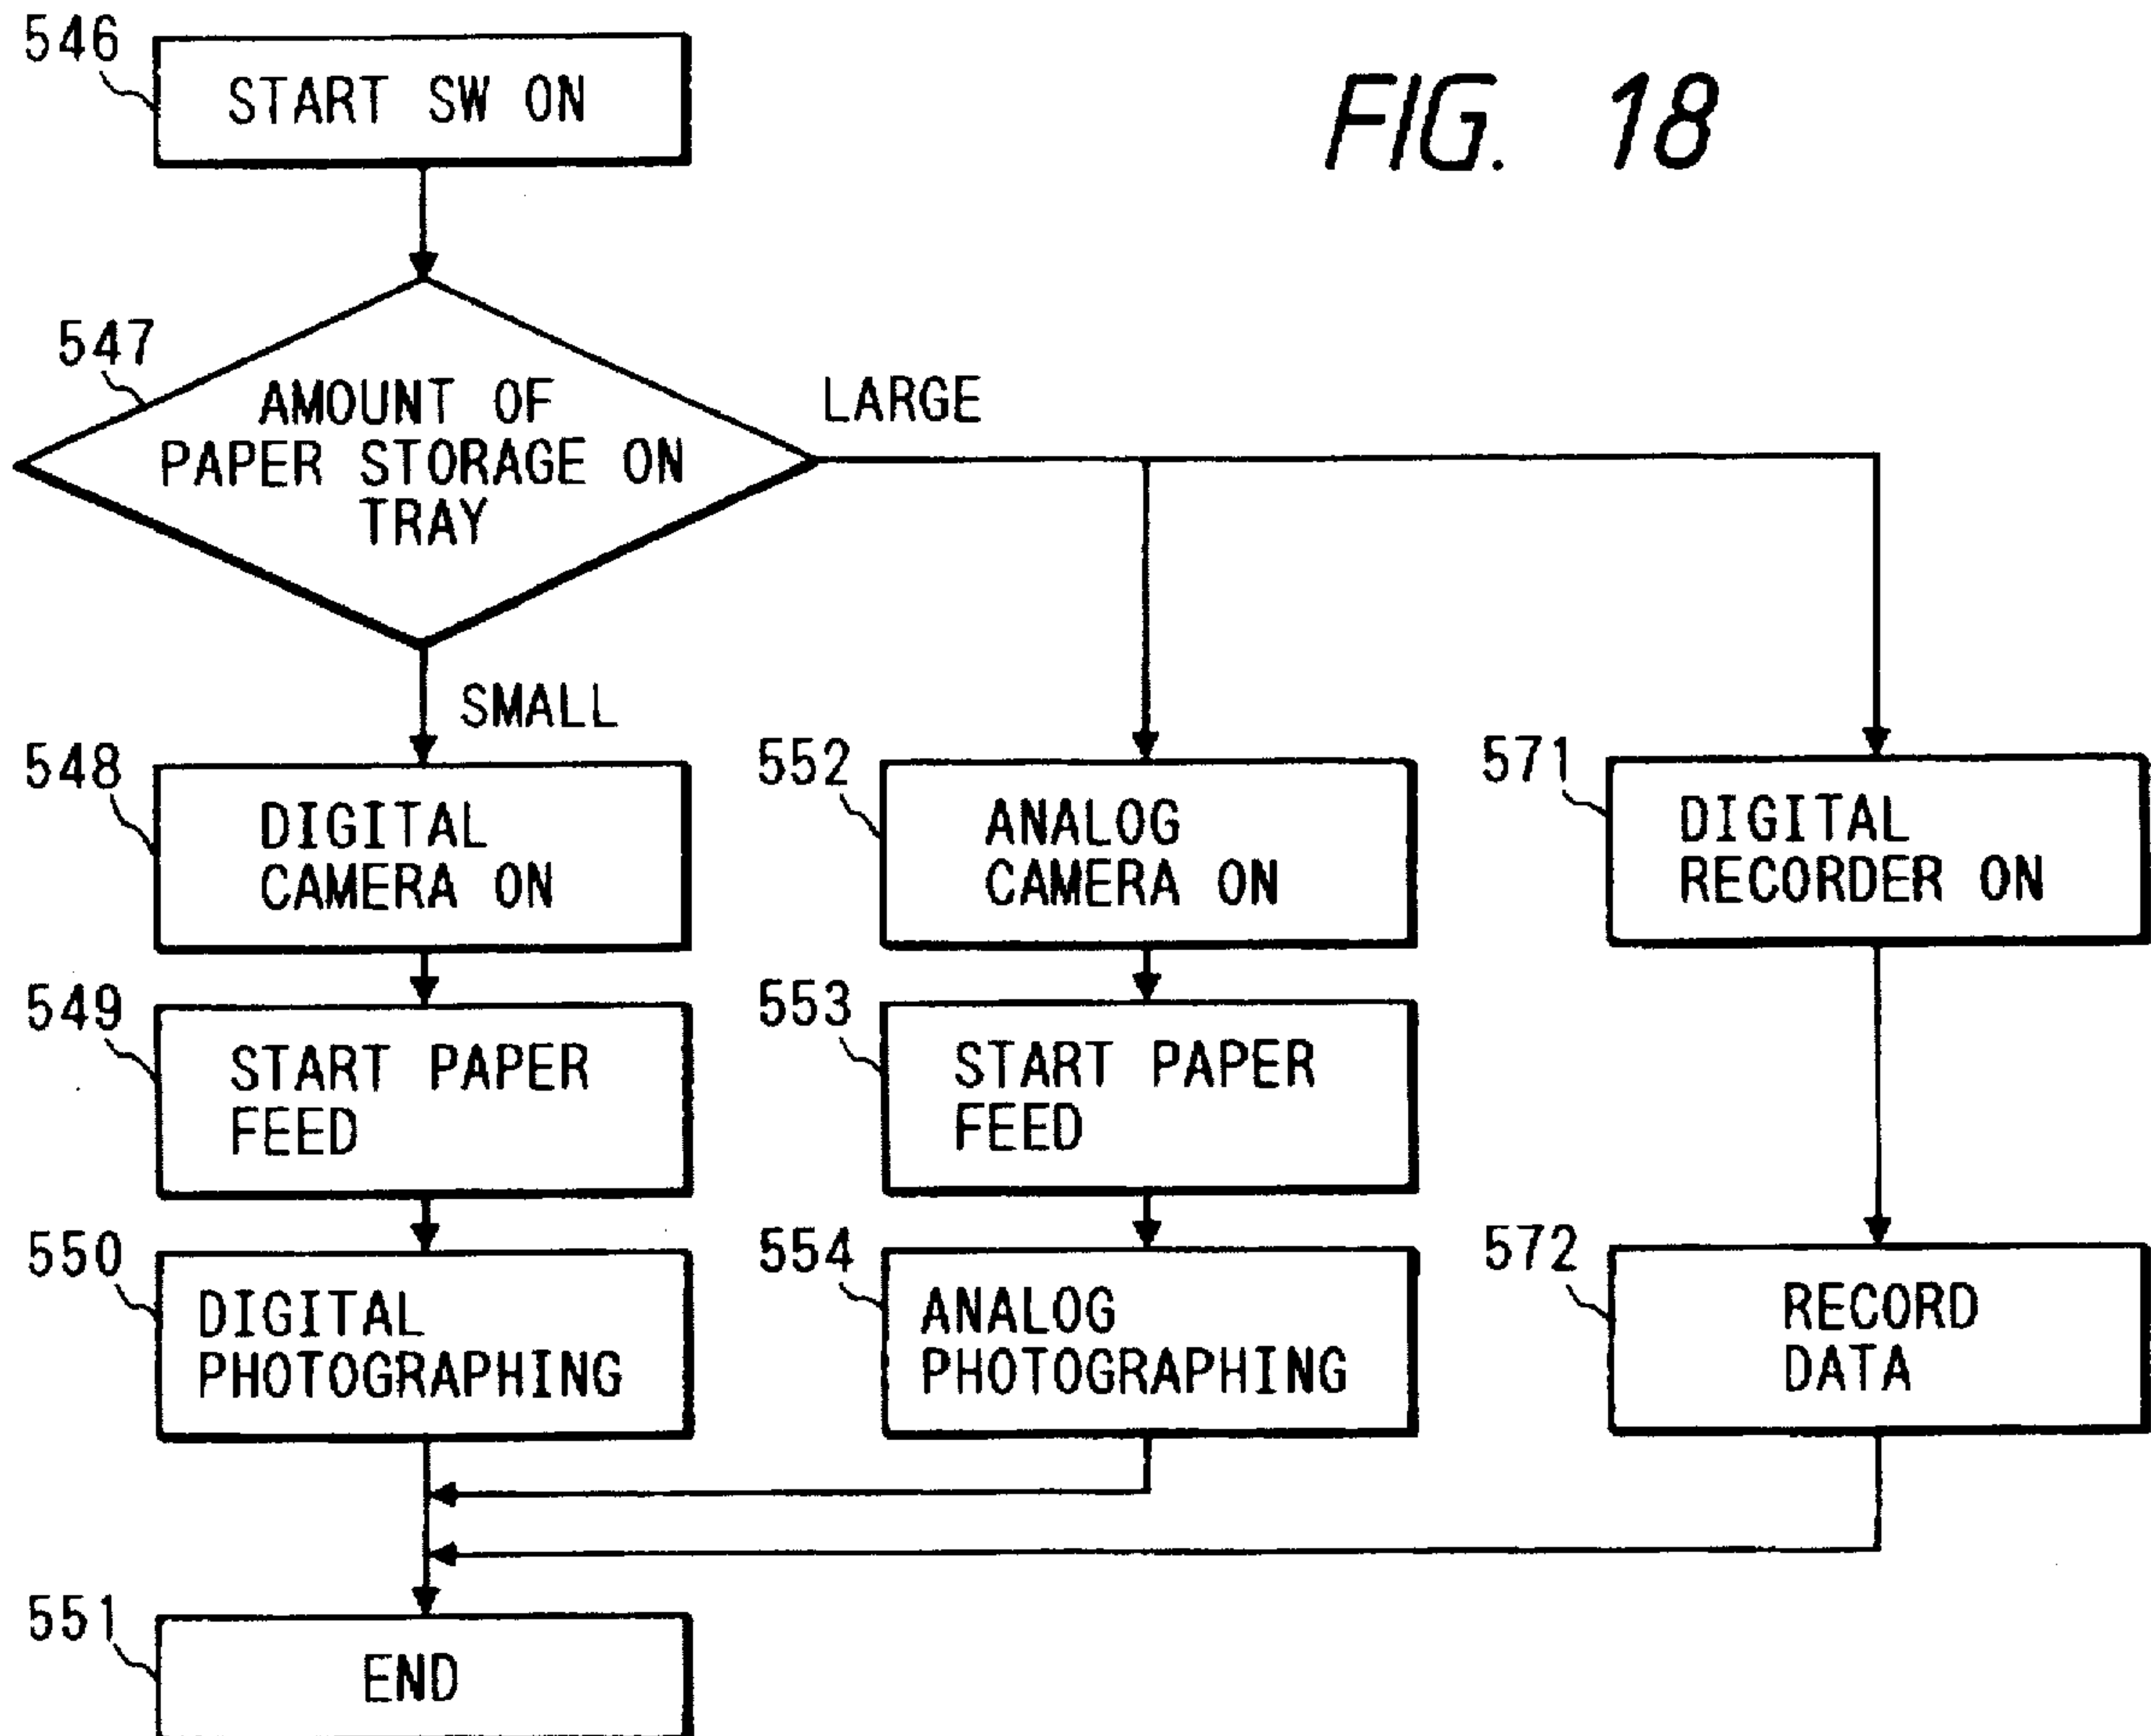 FIG. 18
546
START SW ON
547
AMOUNT OF
PAPER STORAGE ON
TRAY
LARGE
SMALL
548
DIGITAL
CAMERA ON
552
ANALOG
CAMERA ON
571
DIGITAL
RECORDER ON
549
START PAPER
FEED
553
START PAPER
FEED
550
DIGITAL
PHOTOGRAPHING
554
ANALOG
PHOTOGRAPHING
572
RECORD
DATA
551
END